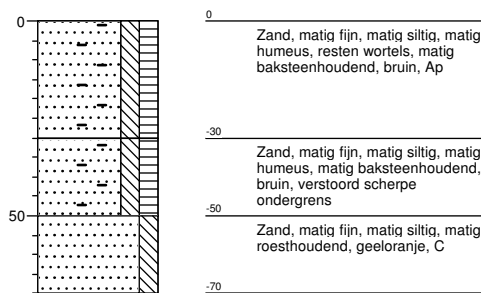 0
0
Zand, matig fijn, matig siltig, matig
humeus, resten wortels, matig
baksteenhoudend, bruin, Ap
-30
Zand, matig fijn, matig siltig, matig
humeus, matig baksteenhoudend,
bruin, verstoord scherpe
ondergrens
50
-50
Zand, matig fijn, matig siltig, matig
roesthoudend, geeloranje, C
-70